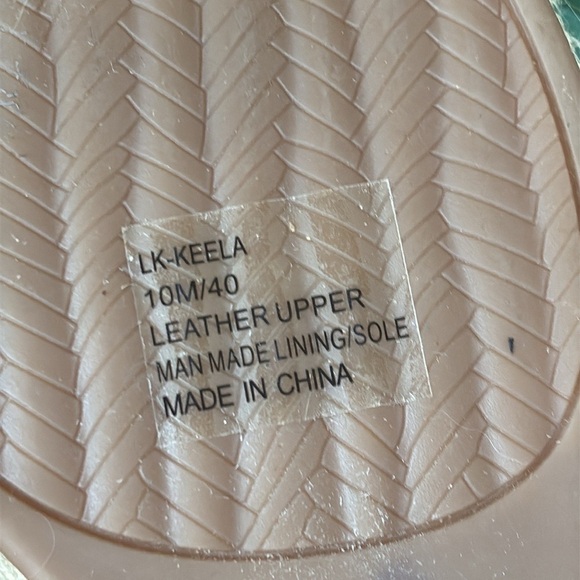 LK-KEELA
10M/40
LEATHER UPPER
MAN MADE LINING/SOLE
MADE IN CHINA